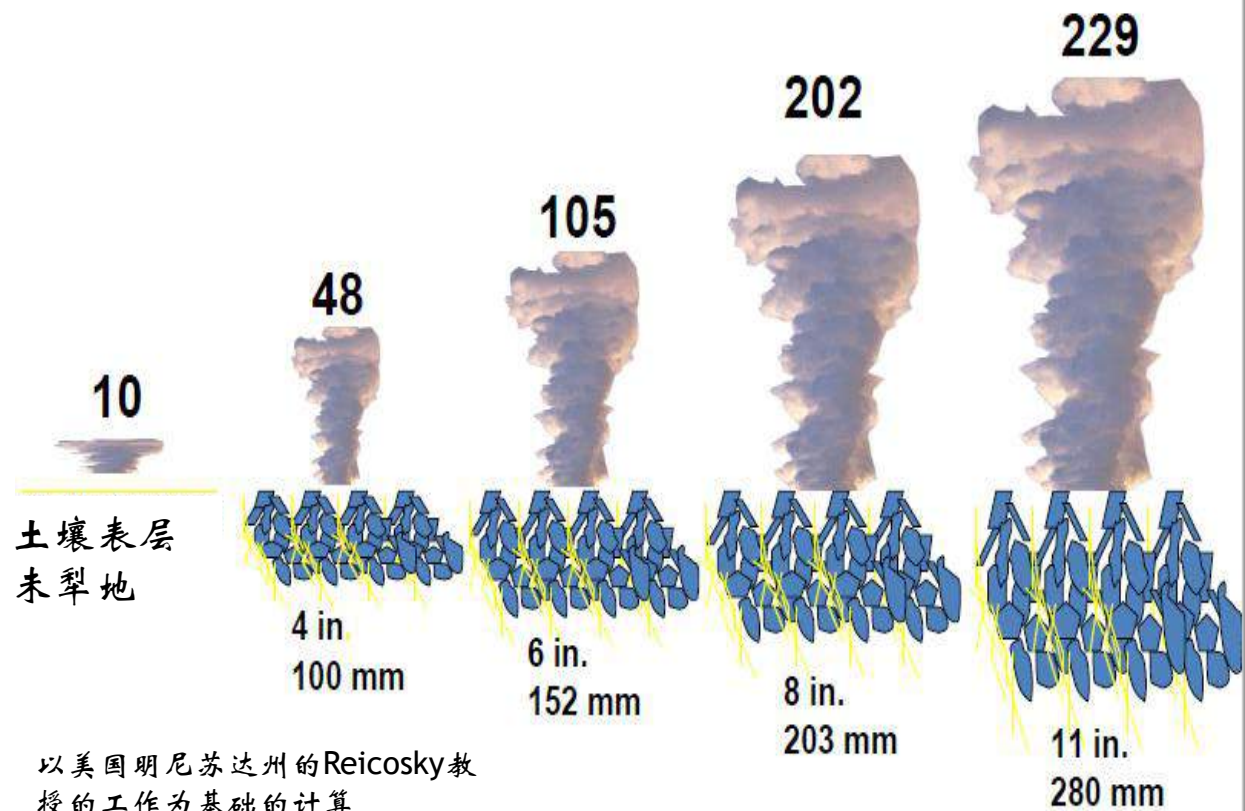 10
48
105
202
229
土壤表层
未犁地
4 in.
100 mm
6 in.
152 mm
8 in.
203 mm
11 in.
280 mm
以美国明尼苏达州的Reicosky教
授的工作为基础的计算